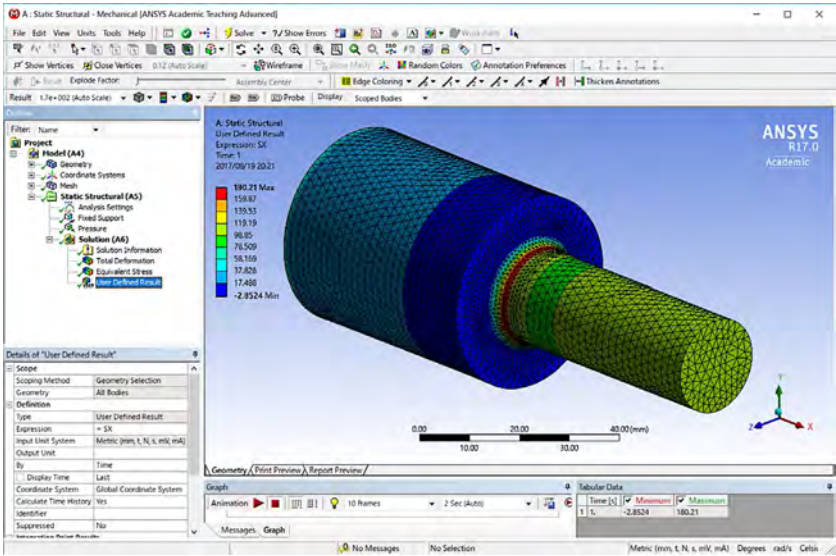 A : Static Structural - Mechanical [ANSYS Academic Teaching Advanced]
File Edit View Units Tools Help Solve ?/ Show Errors
Show Vertices Close Vertices 0.12 (Auto Scale) Wireframe Show Mesh Random Colors Annotation Preferences
Reset Explode Factor: Assembly Center Edge Coloring Thicken Annotations
Result 1.7e+002 (Auto Scale) Probe Display Scoped Bodies
Outline
Filter: Name
Project
Model (A4)
Geometry
Coordinate Systems
Mesh
Static Structural (A5)
Analysis Settings
Fixed Support
Pressure
Solution (A6)
Solution Information
Total Deformation
Equivalent Stress
User Defined Result
A: Static Structural
User Defined Result
Expression: SX
Time: 1
2017/08/19 20:21
180.21 Max
159.87
139.53
119.19
98.85
78.509
58.169
37.828
17.488
-2.8524 Min
ANSYS
R17.0
Academic
0.00 20.00 40.00 (mm)
10.00 30.00
Y
Z X
Geometry Print Preview Report Preview
Details of "User Defined Result"
Scope
Scoping Method Geometry Selection
Geometry All Bodies
Definition
Type User Defined Result
Expression = SX
Input Unit System Metric (mm, t, N, s, mV, mA)
Output Unit
By Time
Display Time Last
Coordinate System Global Coordinate System
Calculate Time History Yes
Identifier
Suppressed No
Integration Point Results
Graph
Animation 10 Frames 2 Sec (Auto)
Messages Graph
Tabular Data
Time [s] Minimum Maximum
1 1. -2.8524 180.21
No Messages No Selection Metric (mm, t, N, s, mV, mA) Degrees rad/s Celsi